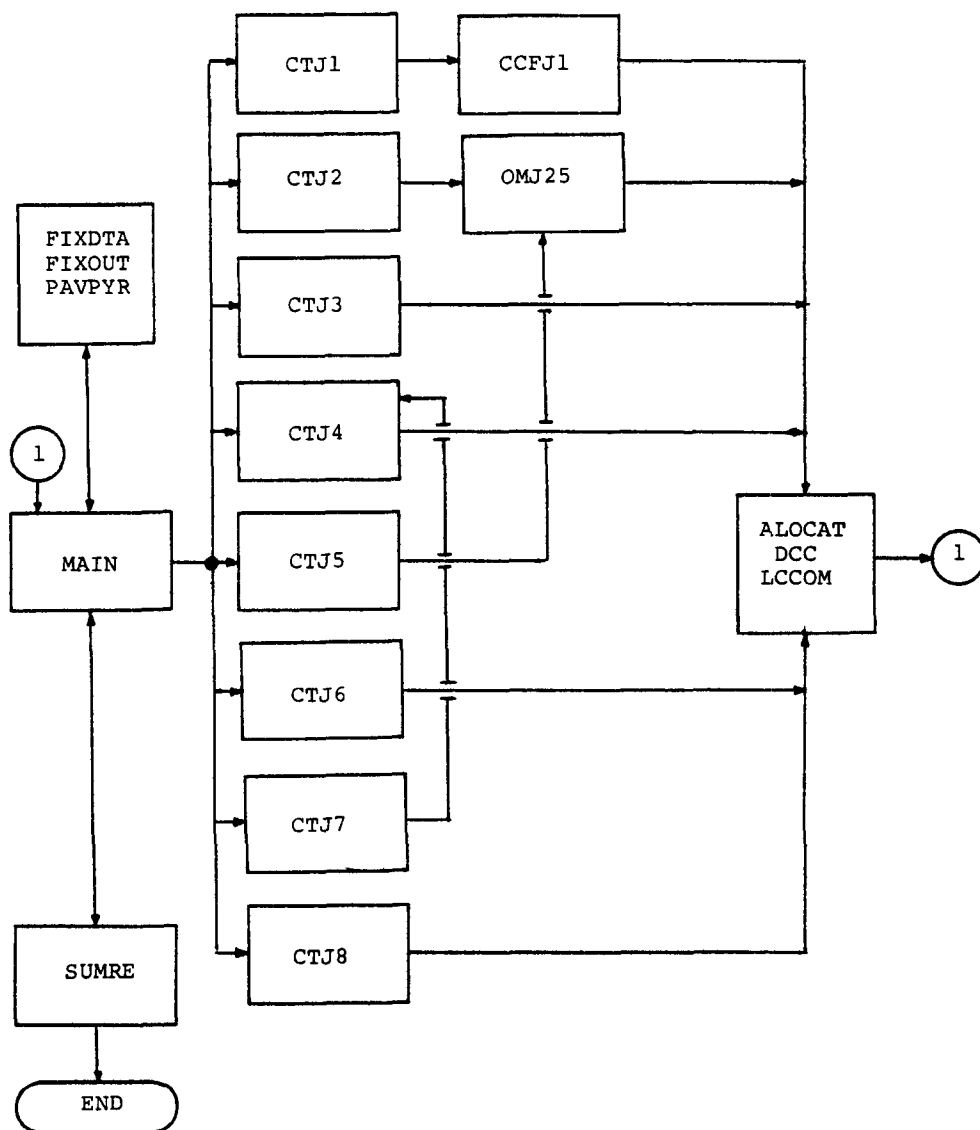 CTJ1
CCFJ1
CTJ2
OMJ25
FIXDTA
FIXOUT
PAVPYR
CTJ3
CTJ4
1
MAIN
CTJ5
ALOCAT
DCC
LCCOM
1
CTJ6
CTJ7
CTJ8
SUMRE
END